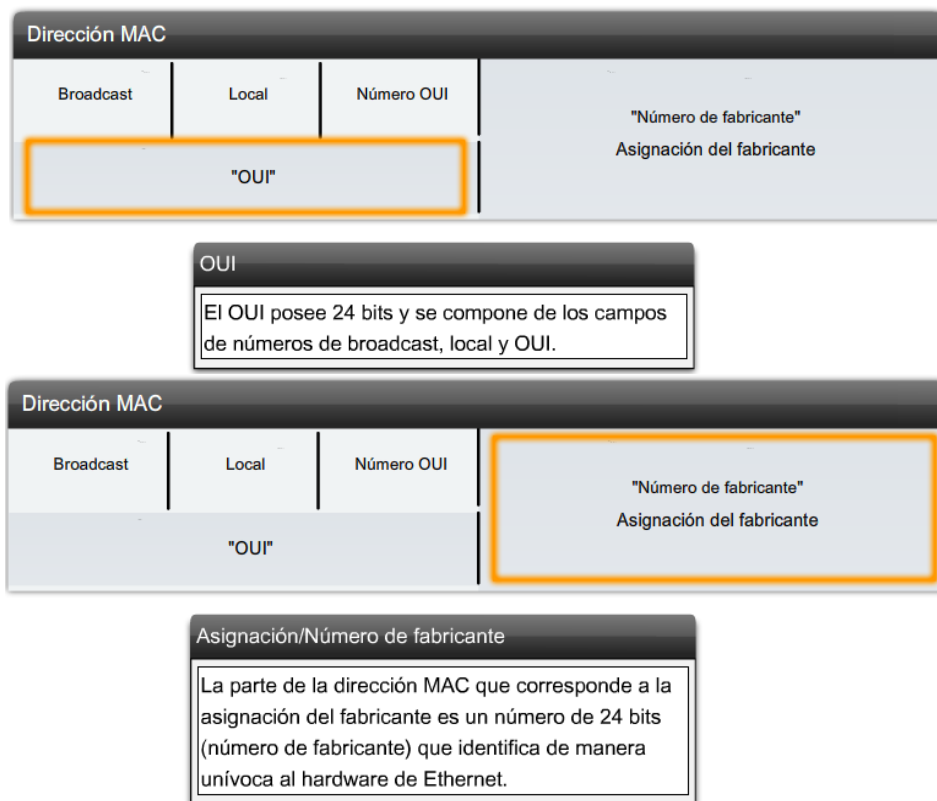 Dirección MAC
Broadcast
Local
Número OUI
"Número de fabricante"
Asignación del fabricante
"OUI"
OUI
El OUI posee 24 bits y se compone de los campos
de números de broadcast, local y OUI.
Dirección MAC
Broadcast
Local
Número OUI
"Número de fabricante"
Asignación del fabricante
"OUI"
Asignación/Número de fabricante
La parte de la dirección MAC que corresponde a la
asignación del fabricante es un número de 24 bits
(número de fabricante) que identifica de manera
unívoca al hardware de Ethernet.